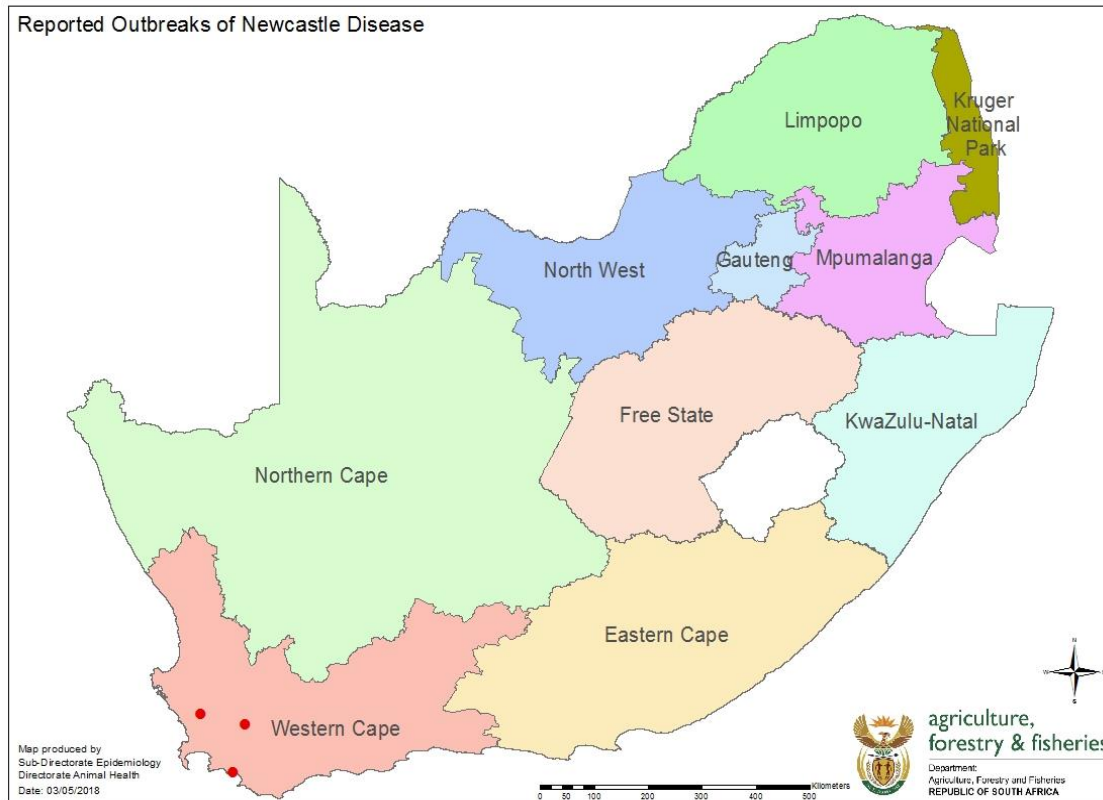 Reported Outbreaks of Newcastle Disease
Limpopo
Kruger
National
Park
North West
Gauteng
Mpumalanga
Free State
KwaZulu-Natal
Northern Cape
Eastern Cape
Western Cape
N
W
S
Map produced by
Sub-Directorate Epidemiology
Directorate Animal Health
Date: 03/05/2018
Kilometers
0 50 100 200 300 400 500
agriculture,
forestry & fisheries
Department:
Agriculture, Forestry and Fisheries
REPUBLIC OF SOUTH AFRICA